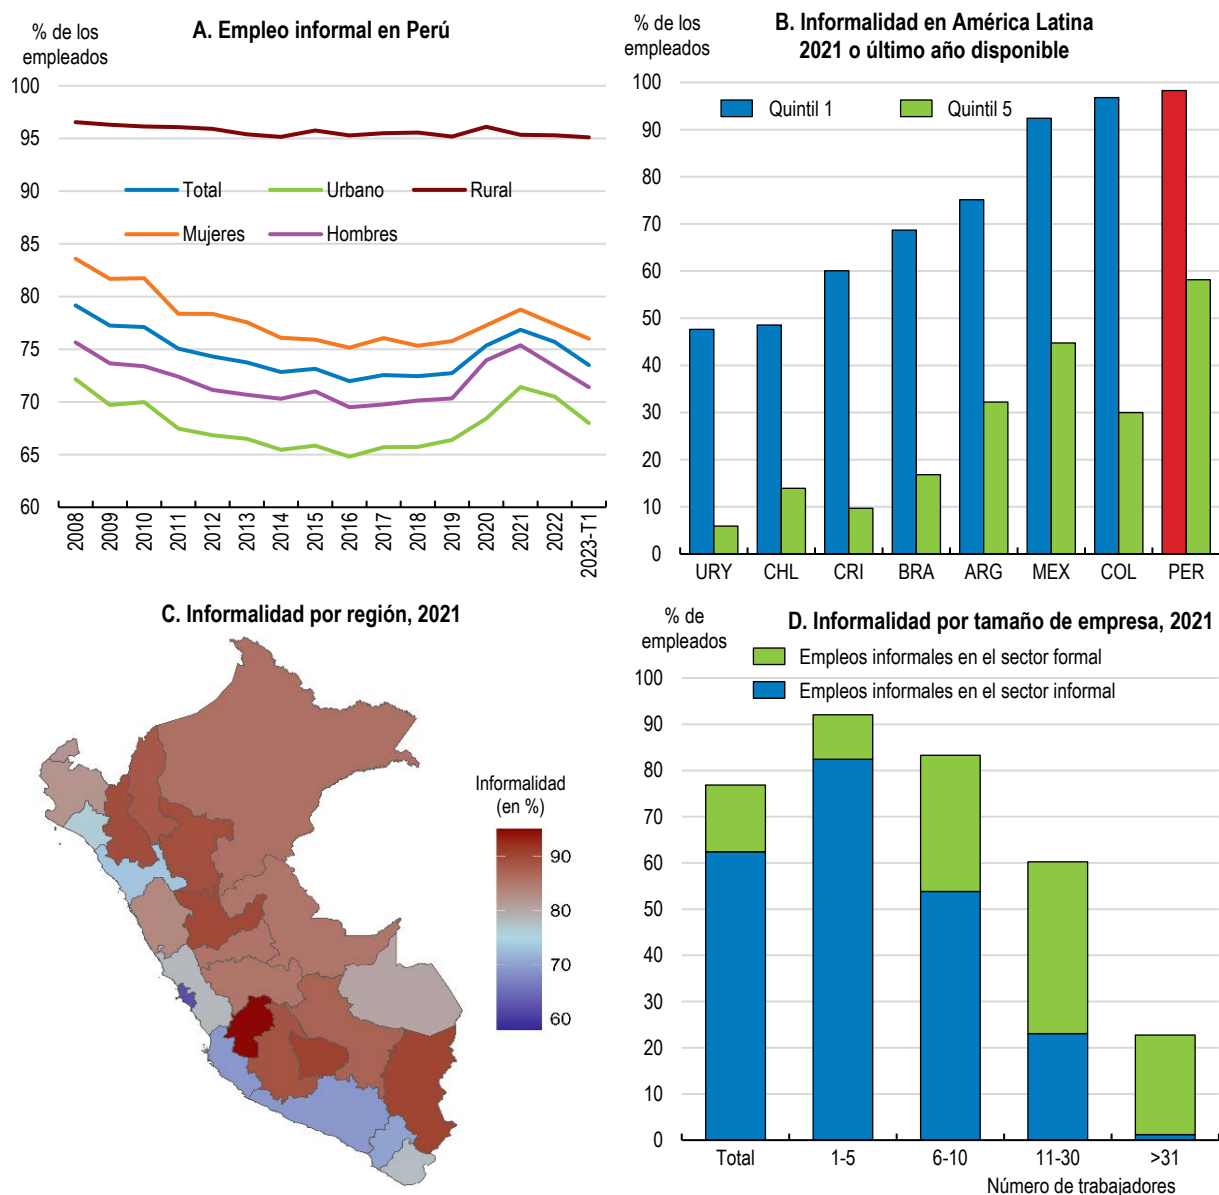 A. Empleo informal en Perú
% de los
empleados
100
95
90
85
80
75
70
65
60
Total
Urbano
Rural
Mujeres
Hombres
2008
2009
2010
2011
2012
2013
2014
2015
2016
2017
2018
2019
2020
2021
2022
2023-T1
B. Informalidad en América Latina
2021 o último año disponible
% de los
empleados
100
90
80
70
60
50
40
30
20
10
0
Quintil 1
Quintil 5
URY
CHL
CRI
BRA
ARG
MEX
COL
PER
C. Informalidad por región, 2021
Informalidad
(en %)
90
80
70
60
D. Informalidad por tamaño de empresa, 2021
% de
empleados
Empleos informales en el sector formal
Empleos informales en el sector informal
100
90
80
70
60
50
40
30
20
10
0
Total
1-5
6-10
11-30
>31
Número de trabajadores